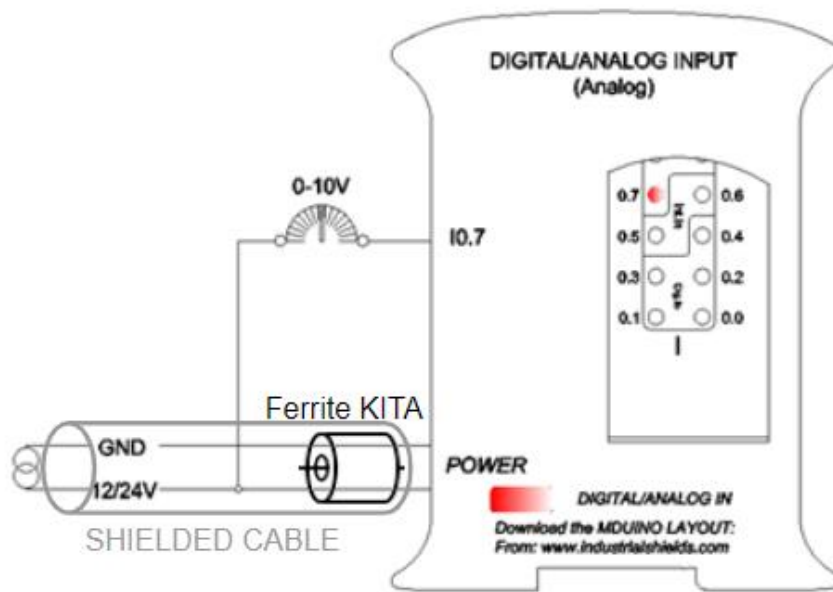 DIGITAL/ANALOG INPUT
(Analog)
0-10V
I0.7
0.7 0.6
0.5 0.4
0.3 0.2
0.1 0.0
I
Ferrite KITA
GND
12/24V
SHIELDED CABLE
POWER
DIGITAL/ANALOG IN
Download the MDUINO LAYOUT:
From: www.industrialshields.com